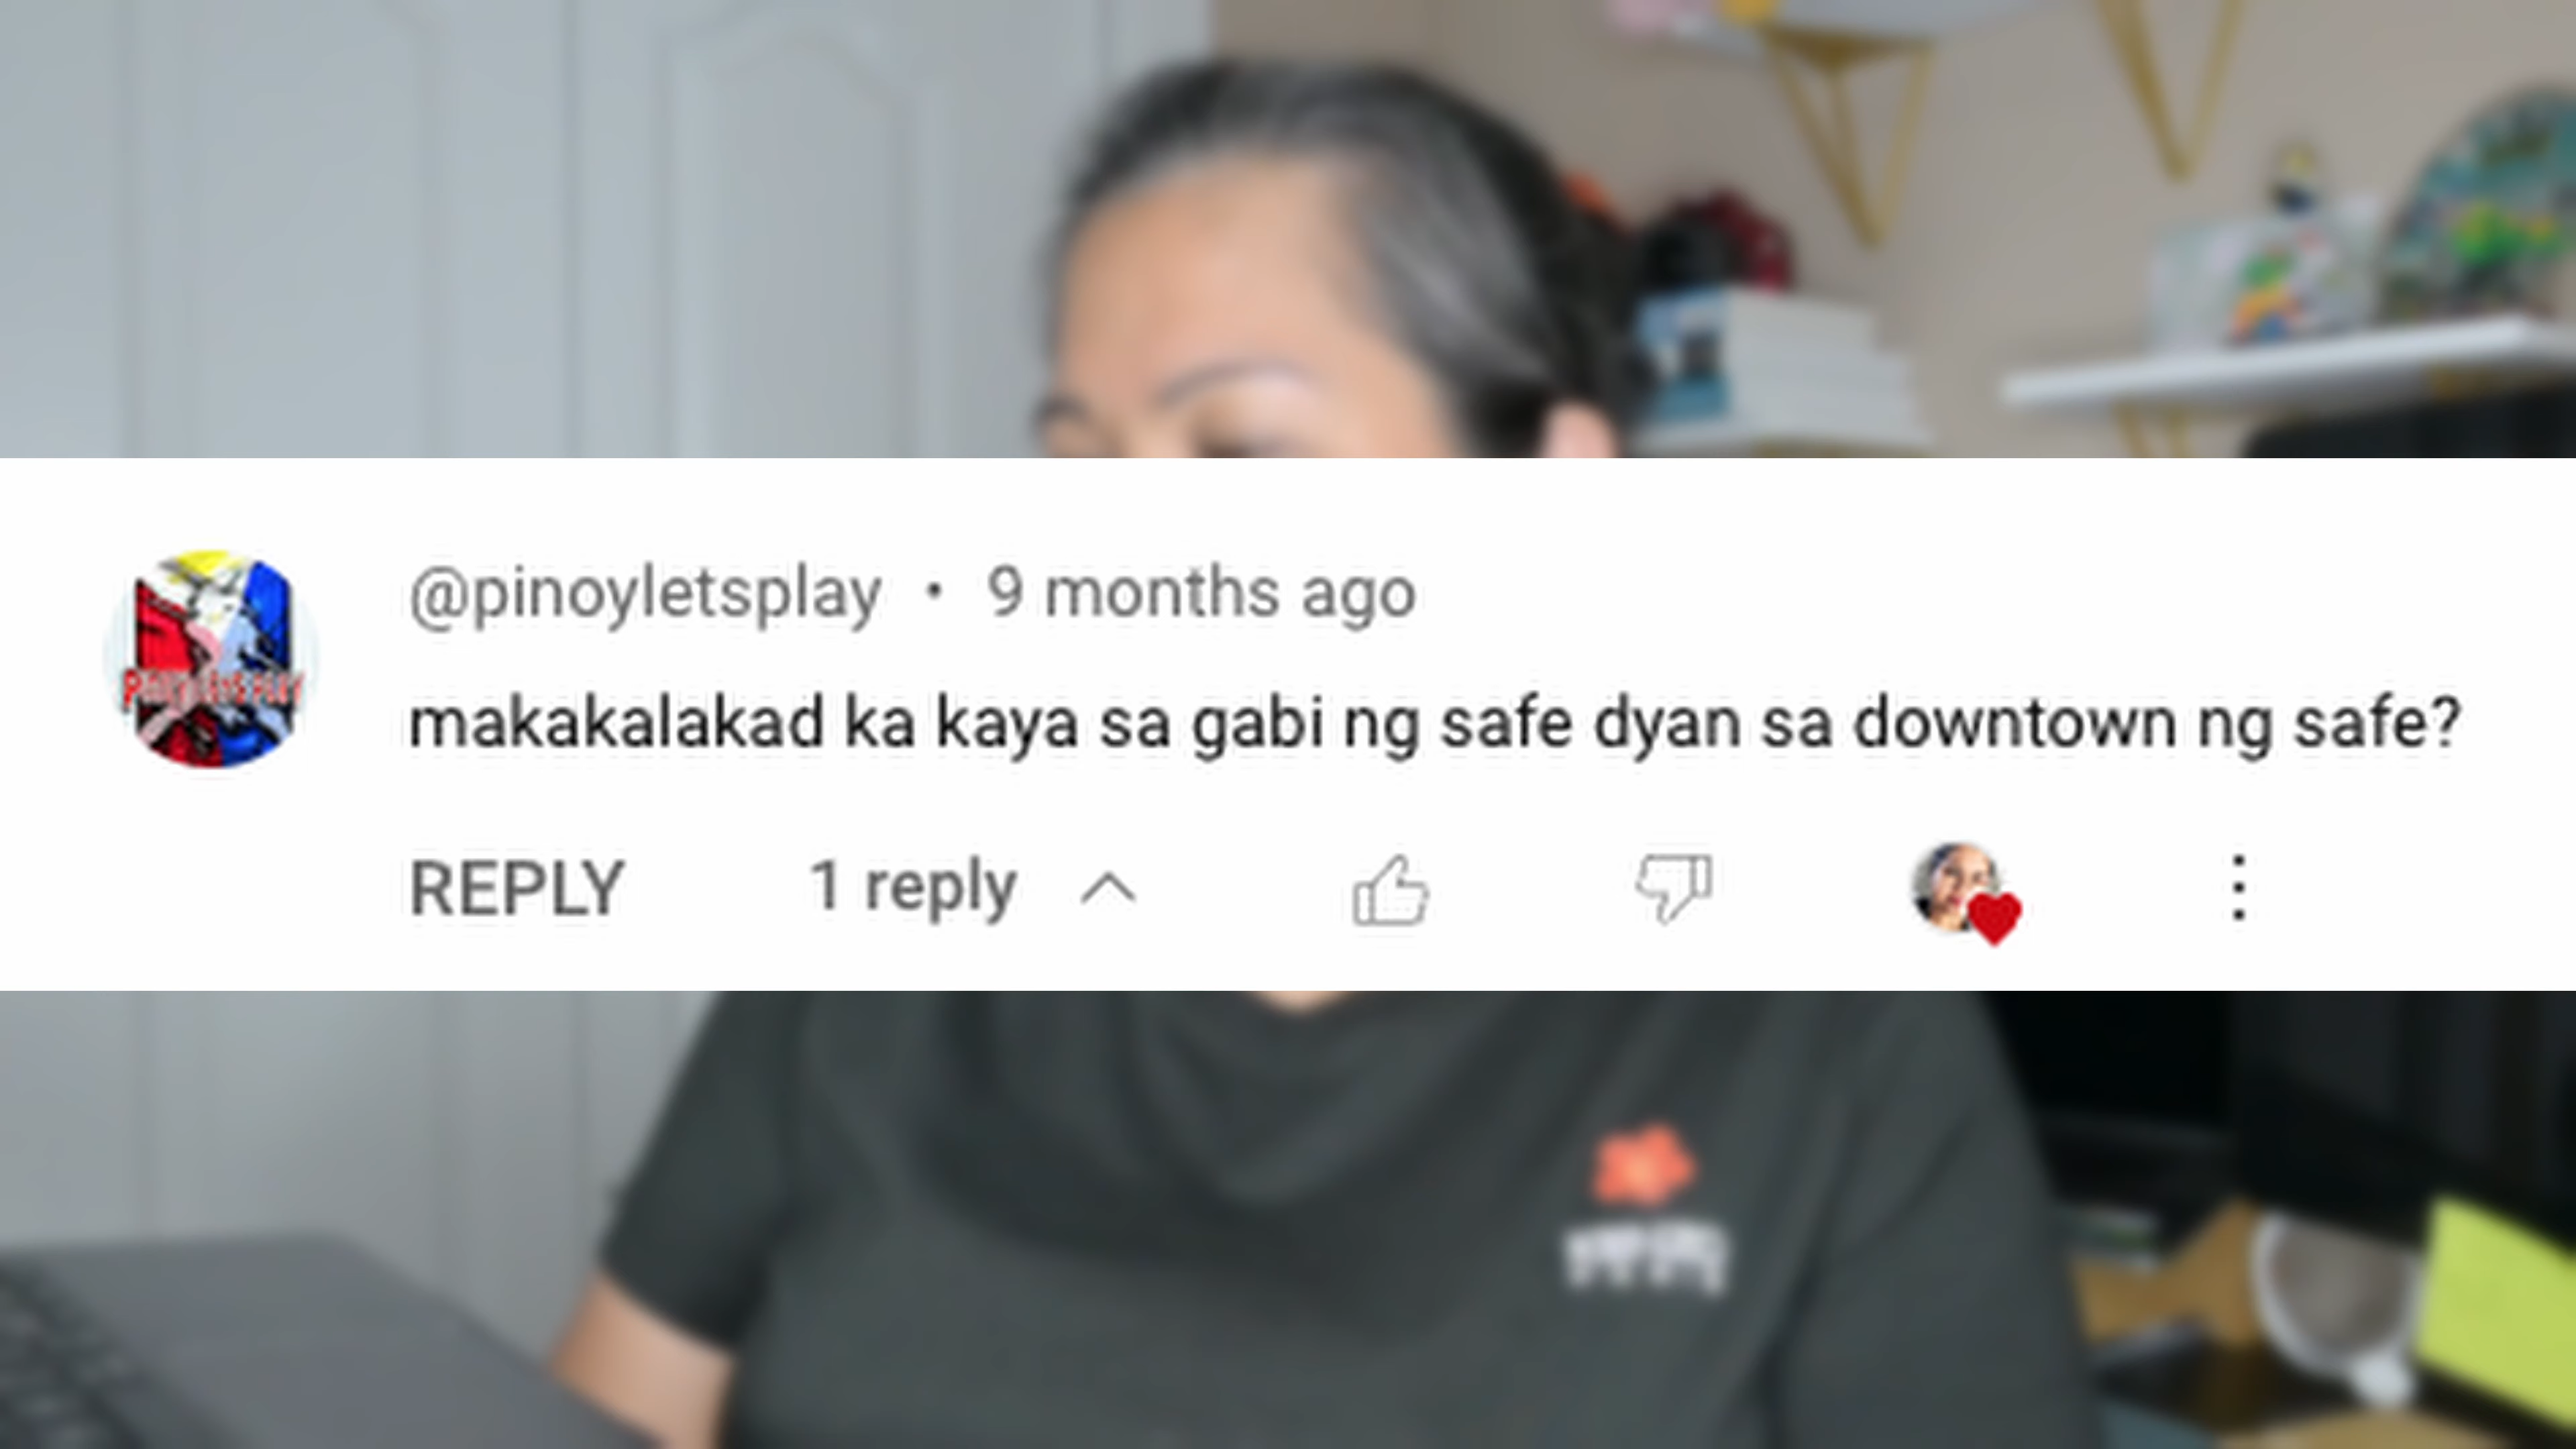 @pinoyletsplay • 9 months ago
makakalakad ka kaya sa gabi ng safe dyan sa downtown ng safe?
REPLY 1 reply